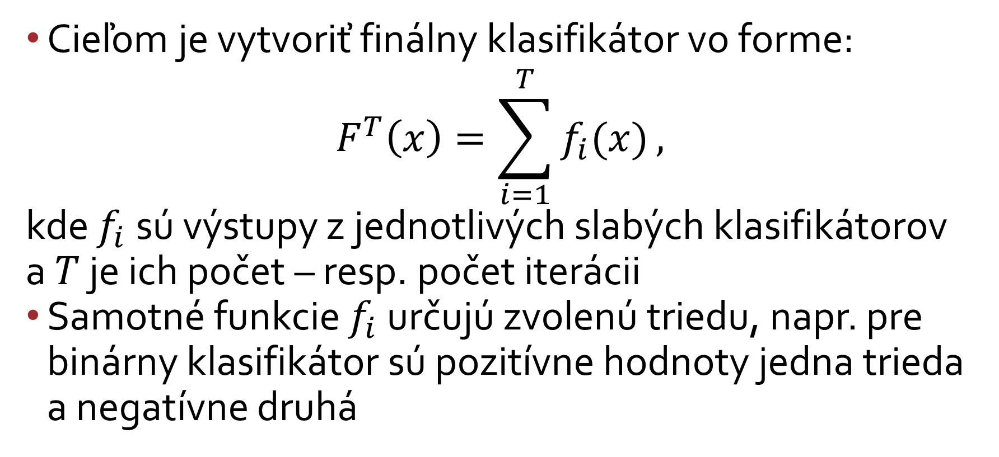 • Cieľom je vytvoriť finálny klasifikátor vo forme:
$F^T(x) = \sum_{i=1}^{T} f_i(x)$ ,
kde $f_i$ sú výstupy z jednotlivých slabých klasifikátorov
a $T$ je ich počet – resp. počet iterácii
• Samotné funkcie $f_i$ určujú zvolenú triedu, napr. pre
binárny klasifikátor sú pozitívne hodnoty jedna trieda
a negatívne druhá